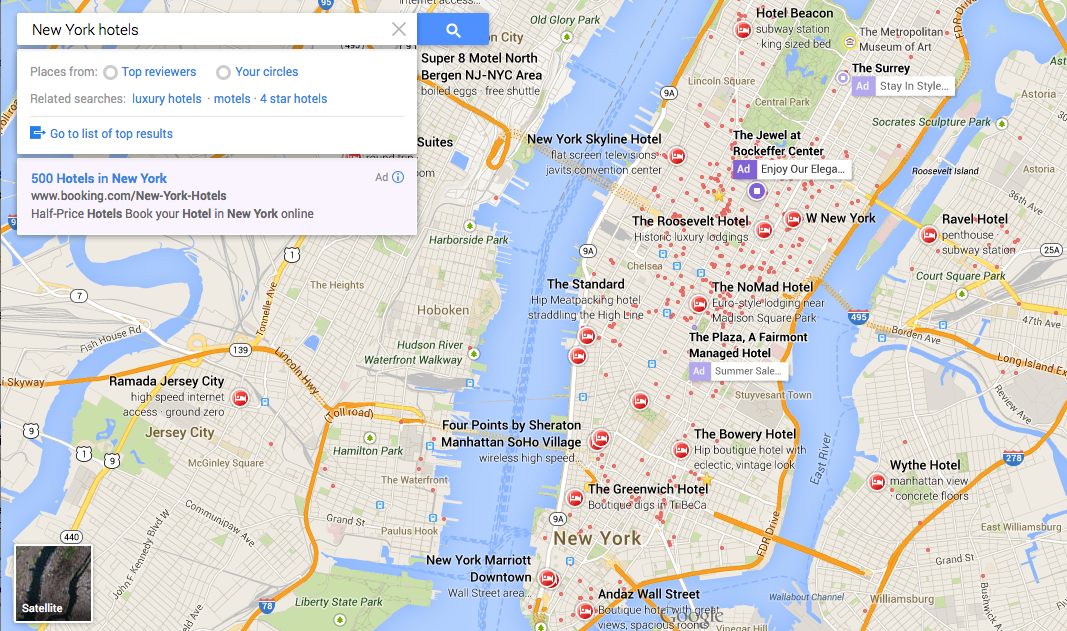 New York hotels
Places from: Top reviewers Your circles
Related searches: luxury hotels · motels · 4 star hotels
Go to list of top results
500 Hotels in New York
Ad
www.booking.com/New-York-Hotels
Half-Price Hotels Book your Hotel in New York online
95
Old Glory Park
Super 8 Motel North
Bergen NJ-NYC Area
boiled eggs · free shuttle
Suites
Hotel Beacon
subway station
· king sized bed
FDR Drive
The Metropolitan
Museum of Art
The Surrey
Ad Stay In Style...
Astoria
Lincoln Square
9A
Central Park
Socrates Sculpture Park
Astoria
New York Skyline Hotel
flat screen televisions
javits convention center
The Jewel at
Rockeffer Center
Ad Enjoy Our Elega...
Roosevelt Island
36th Ave
The Roosevelt Hotel
Historic luxury lodgings
W New York
Ravel Hotel
penthouse
subway station
25A
Harborside Park
1
9A
Chelsea
Court Square Park
The Heights
7
Tonnelle Ave
The Standard
Hip Meatpacking hotel
straddling the High Line
The NoMad Hotel
Euro-style lodging near
Madison Square Park
Hoboken
495
Borden Ave
47th Ave
Fish House Rd
139
Lincoln Hwy
Hudson River
Waterfront Walkway
The Plaza, A Fairmont
Managed Hotel
Ad Summer Sale...
Long Island Ex
i Skyway
Ramada Jersey City
high speed internet
access · ground zero
(Toll road)
Stuyvesant Town
Review Ave
9
Jersey City
Four Points by Sheraton
Manhattan SoHo Village
wireless high speed...
The Bowery Hotel
Hip boutique hotel with
eclectic, vintage look
East River
278
1
9
McGinley Square
Hamilton Park
The Waterfront
Wythe Hotel
manhattan view
· concrete floors
The Greenwich Hotel
Boutique digs in TriBeCa
Communipaw Ave
Grand St
Paulus Hook
9A
New York
FDR Drive
East Williamsburg
440
John F. Kennedy Blvd W
New York Marriott
Downtown
Wall Street area...
Grand St
Satellite
78
Liberty State Park
Andaz Wall Street
Boutique hotel with great
views, spacious rooms
Google
Wallabout Channel
Williamsburg
Bushwick Ave
Vinegar Hill